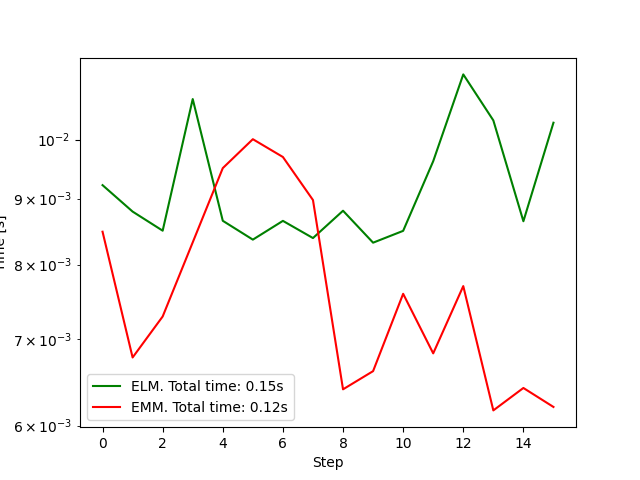 10⁻²
9 × 10⁻³
8 × 10⁻³
7 × 10⁻³
6 × 10⁻³
ELM. Total time: 0.15s
EMM. Total time: 0.12s
0 2 4 6 8 10 12 14
Step